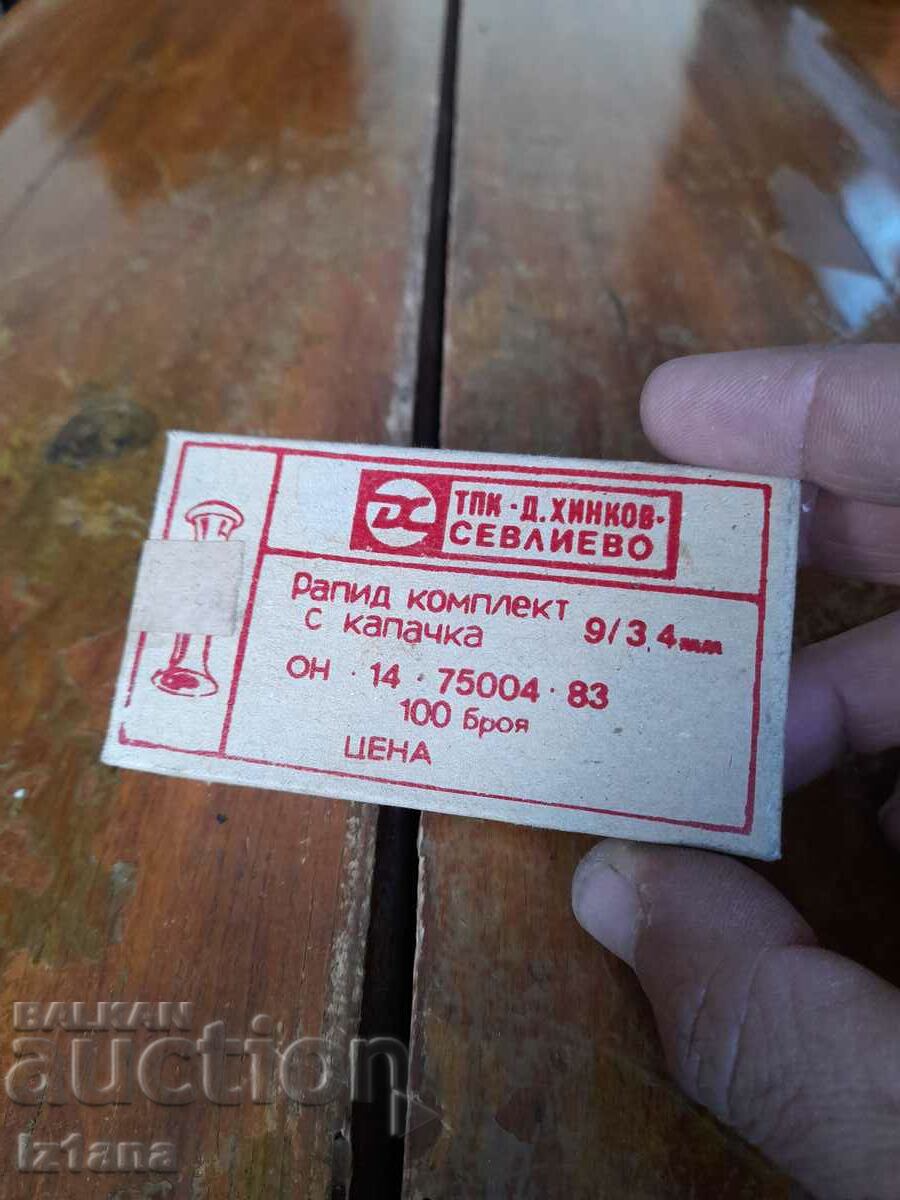 ТПК - Д. ХИНКОВ -
СЕВЛИЕВО
Рапид комплект
с капачка
9/3,4мм
ОН · 14 · 75004 · 83
100 Броя
ЦЕНА
BALKAN
auction
iz1ana